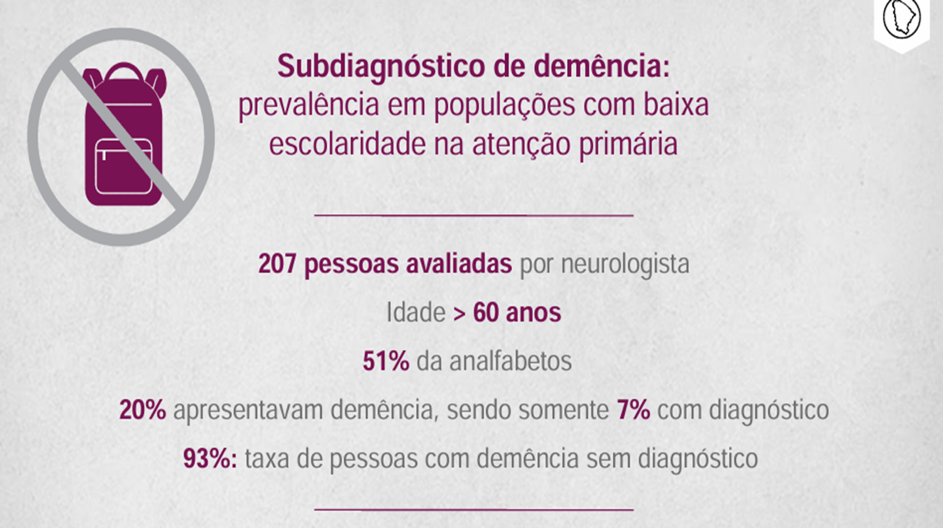 Subdiagnóstico de demência:
prevalência em populações com baixa
escolaridade na atenção primária
207 pessoas avaliadas por neurologista
Idade > 60 anos
51% da analfabetos
20% apresentavam demência, sendo somente 7% com diagnóstico
93%: taxa de pessoas com demência sem diagnóstico